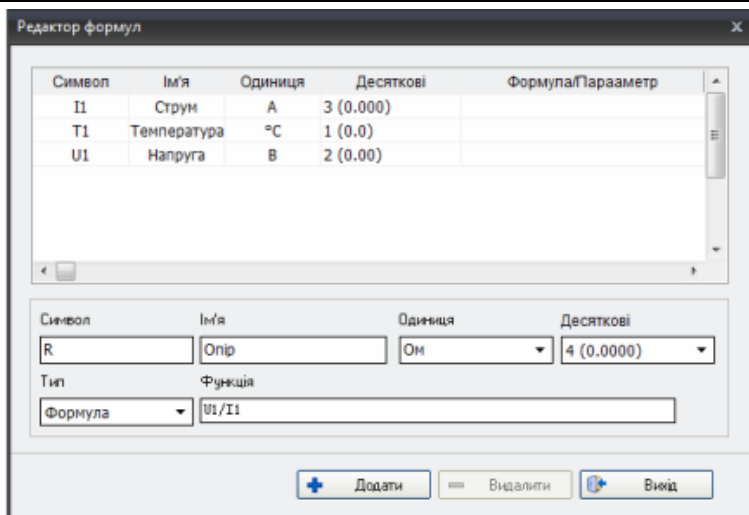 Редактор формул x
Символ Ім'я Одиниця Десяткові Формула/Парааметр
I1 Струм А 3 (0.000)
T1 Температура °C 1 (0.0)
U1 Напруга В 2 (0.00)
Символ Ім'я Одиниця Десяткові
R Опір Ом 4 (0.0000)
Тип Функція
Формула U1/I1
Додати Видалити Вихід